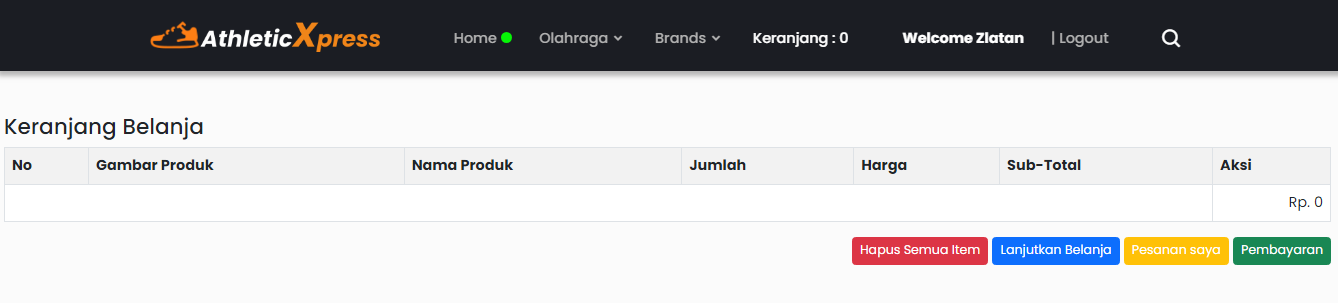 AthleticXpress Home Olahraga Brands Keranjang : 0 Welcome Zlatan | Logout
Keranjang Belanja
No Gambar Produk Nama Produk Jumlah Harga Sub-Total Aksi
Rp. 0
Hapus Semua Item Lanjutkan Belanja Pesanan saya Pembayaran